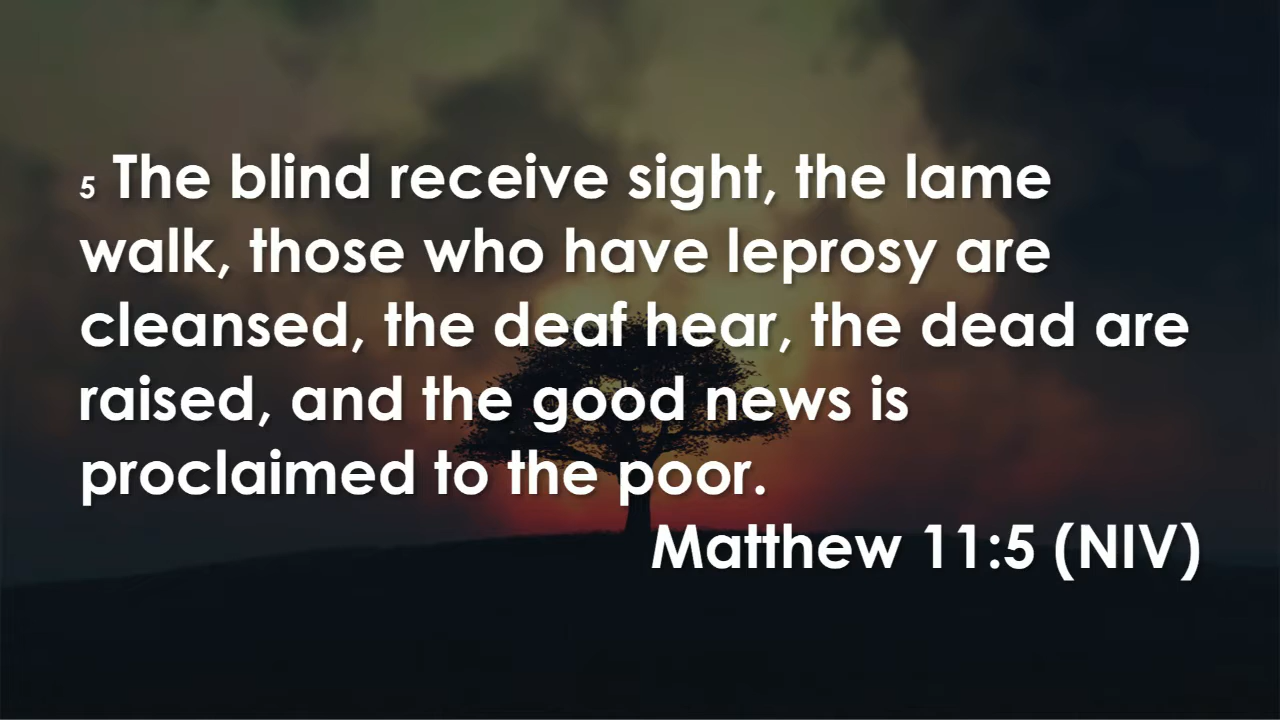 5 The blind receive sight, the lame
walk, those who have leprosy are
cleansed, the deaf hear, the dead are
raised, and the good news is
proclaimed to the poor.
Matthew 11:5 (NIV)